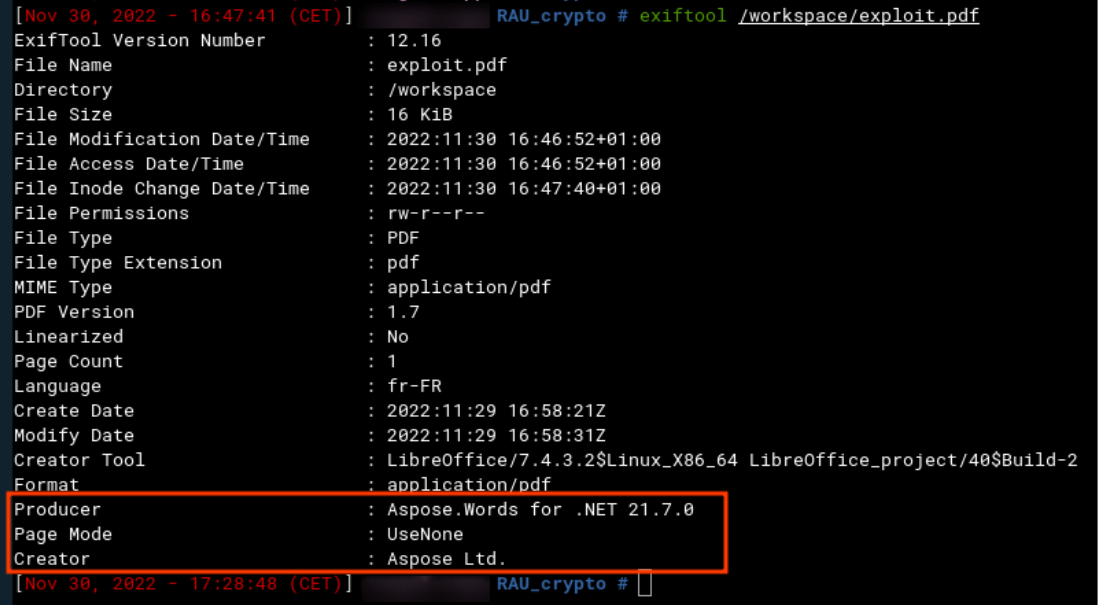 [Nov 30, 2022 - 16:47:41 (CET)] RAU_crypto # exiftool /workspace/exploit.pdf
ExifTool Version Number : 12.16
File Name : exploit.pdf
Directory : /workspace
File Size : 16 KiB
File Modification Date/Time : 2022:11:30 16:46:52+01:00
File Access Date/Time : 2022:11:30 16:46:52+01:00
File Inode Change Date/Time : 2022:11:30 16:47:40+01:00
File Permissions : rw-r--r--
File Type : PDF
File Type Extension : pdf
MIME Type : application/pdf
PDF Version : 1.7
Linearized : No
Page Count : 1
Language : fr-FR
Create Date : 2022:11:29 16:58:21Z
Modify Date : 2022:11:29 16:58:31Z
Creator Tool : LibreOffice/7.4.3.2$Linux_X86_64 LibreOffice_project/40$Build-2
Format : application/pdf
Producer : Aspose.Words for .NET 21.7.0
Page Mode : UseNone
Creator : Aspose Ltd.
[Nov 30, 2022 - 17:28:48 (CET)] RAU_crypto #